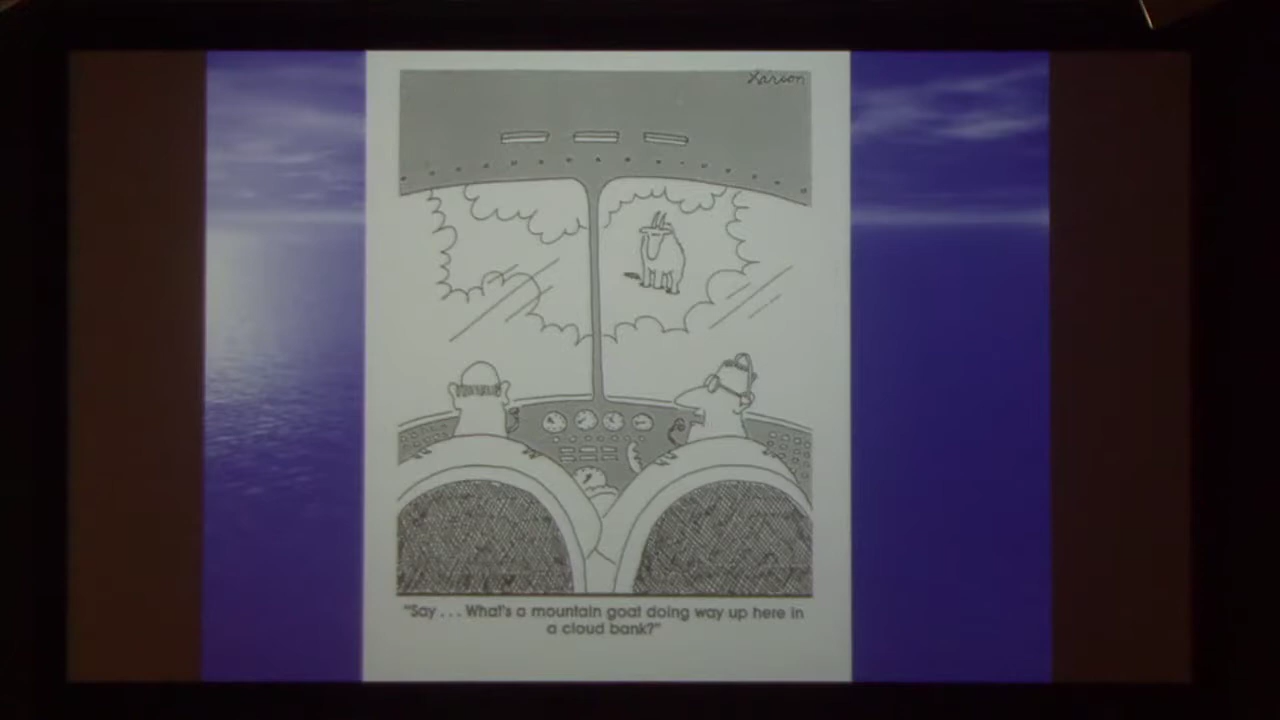 Larson
"Say . . . What's a mountain goat doing way up here in
a cloud bank?"